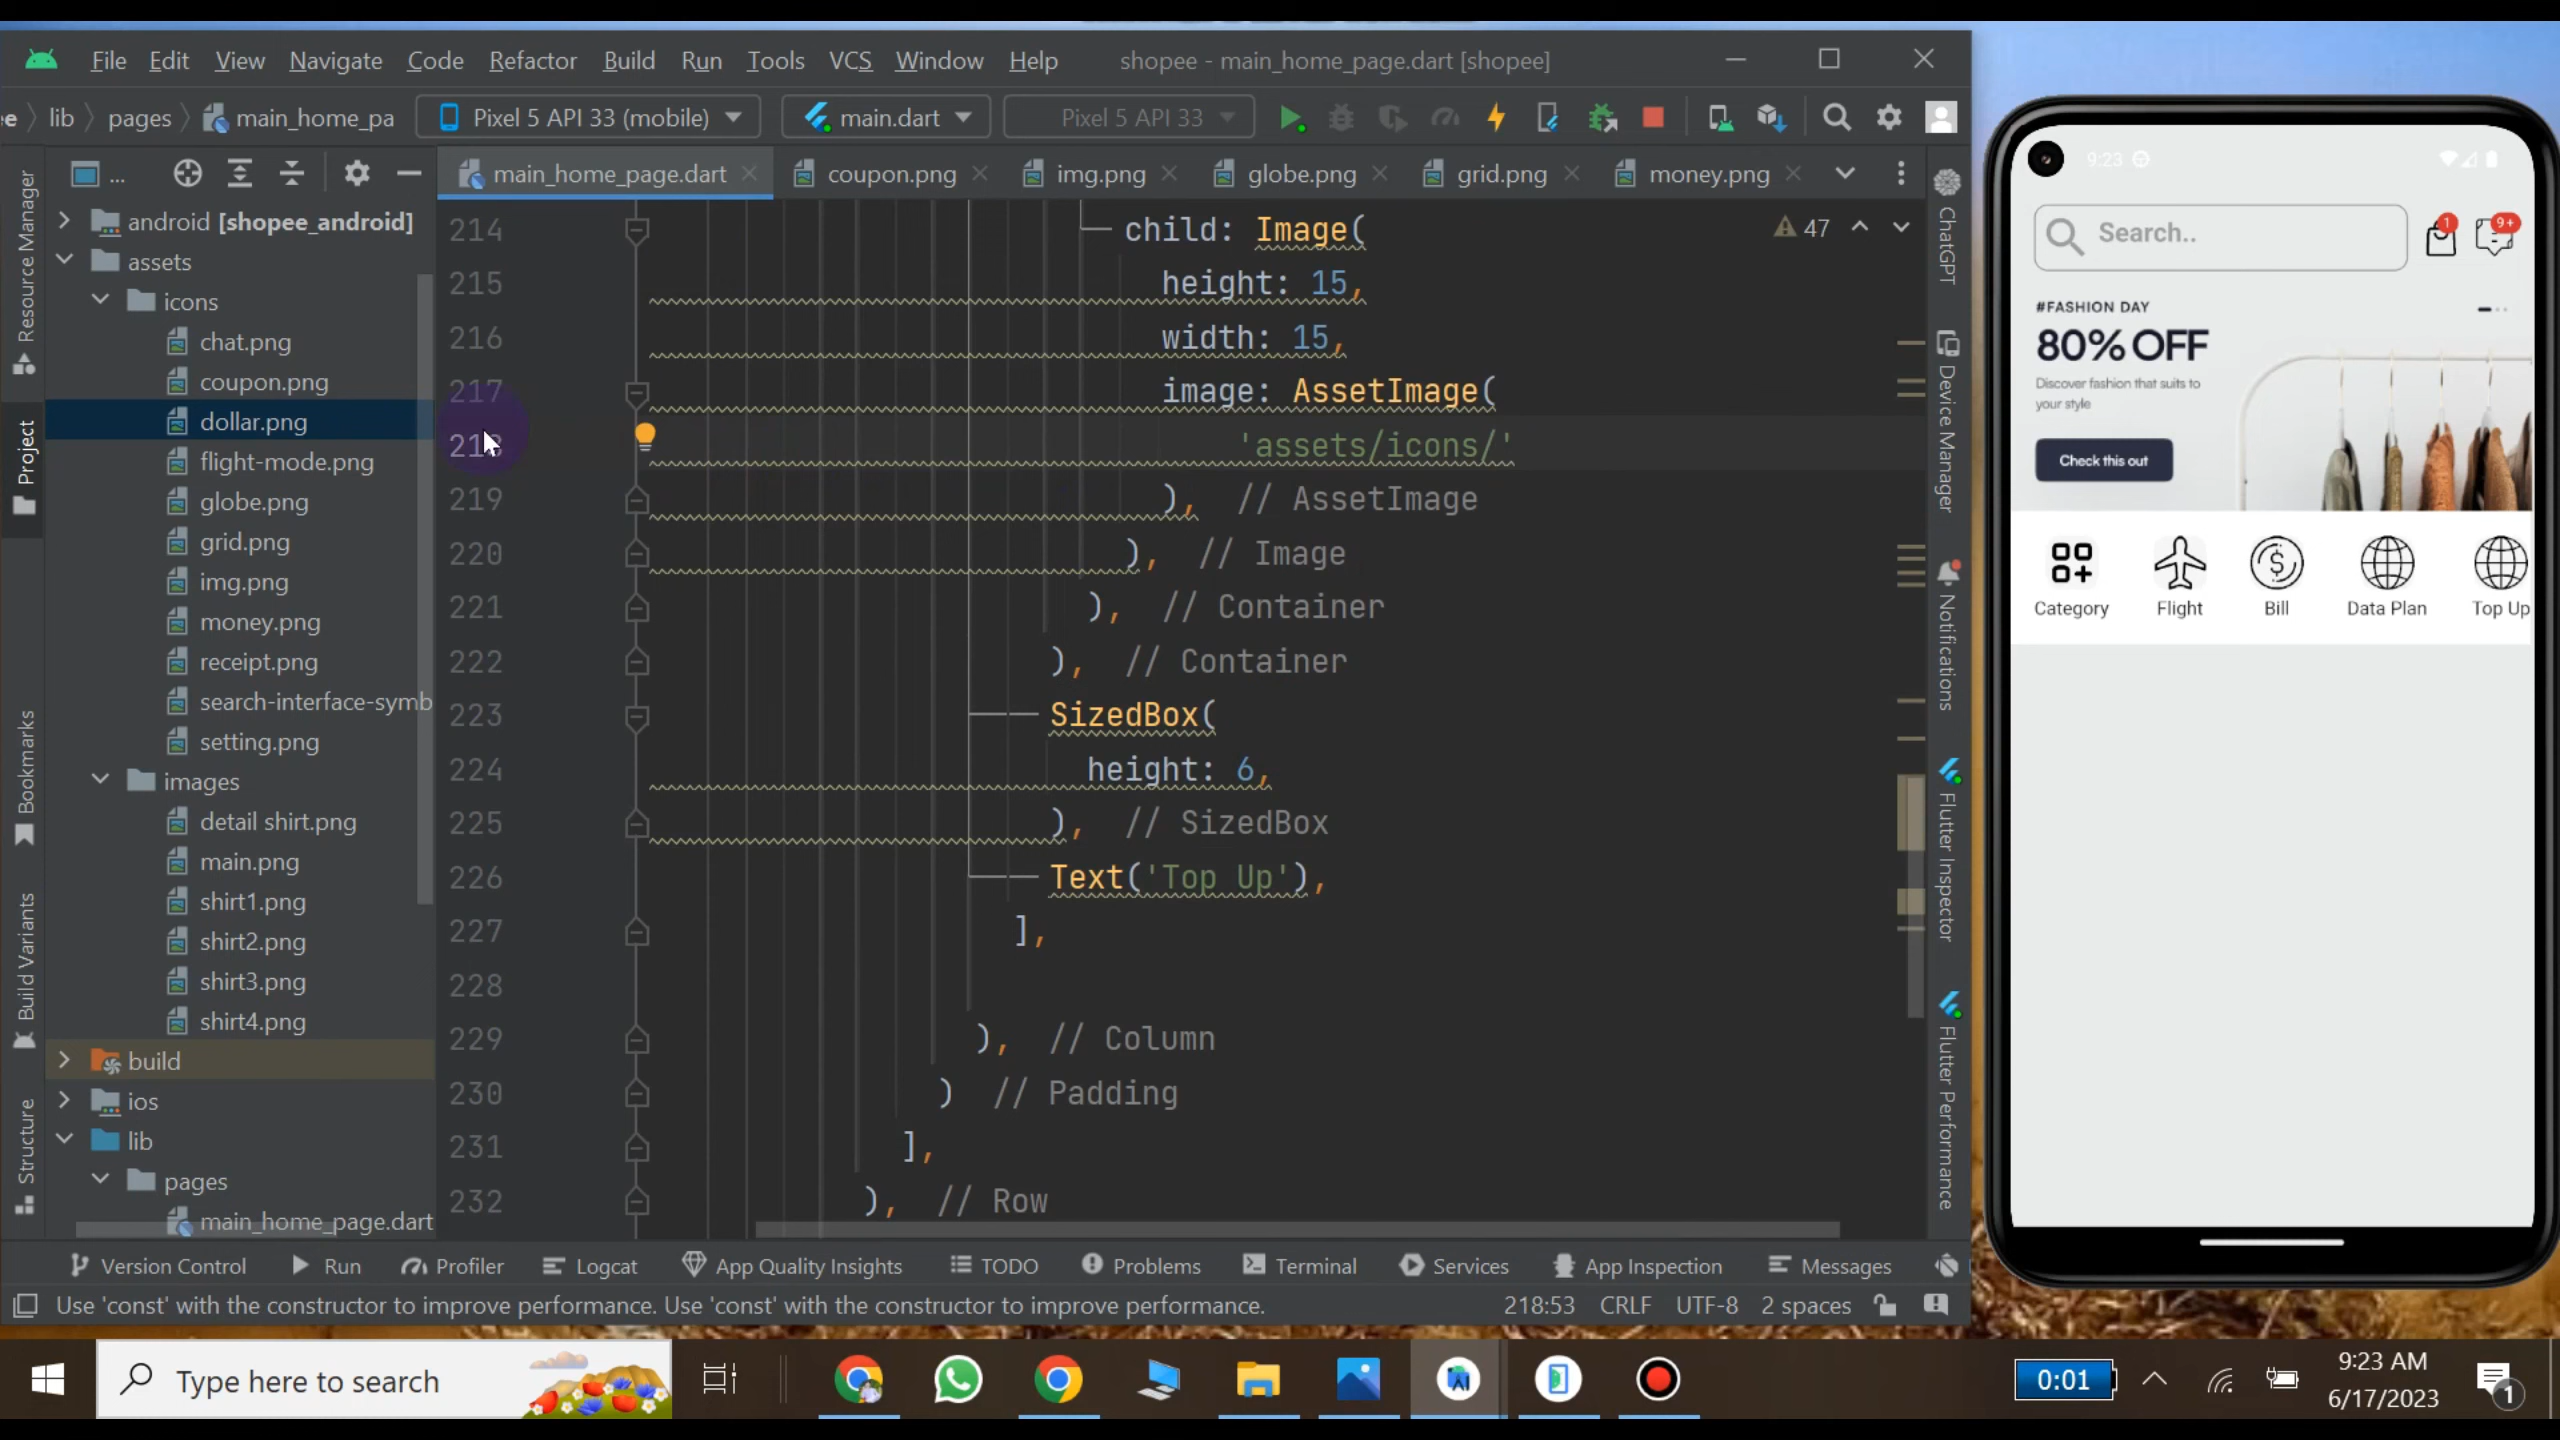 File Edit View Navigate Code Refactor Build Run Tools VCS Window Help shopee - main_home_page.dart [shopee]
e lib pages main_home_pa Pixel 5 API 33 (mobile) main.dart Pixel 5 API 33
... main_home_page.dart coupon.png img.png globe.png grid.png money.png
Resource Manager
Project
Bookmarks
Build Variants
Structure
android [shopee_android]
assets
icons
chat.png
coupon.png
dollar.png
flight-mode.png
globe.png
grid.png
img.png
money.png
receipt.png
search-interface-symb
setting.png
images
detail shirt.png
main.png
shirt1.png
shirt2.png
shirt3.png
shirt4.png
build
ios
lib
pages
main_home_page.dart
47
214 child: Image(
215 height: 15,
216 width: 15,
217 image: AssetImage(
218 'assets/icons/'
219 ), // AssetImage
220 ), // Image
221 ), // Container
222 ), // Container
223 SizedBox(
224 height: 6,
225 ), // SizedBox
226 Text('Top Up'),
227 ],
228
229 ), // Column
230 ) // Padding
231 ],
232 ), // Row
ChatGPT
Device Manager
Notifications
Flutter Inspector
Flutter Performance
Version Control Run Profiler Logcat App Quality Insights TODO Problems Terminal Services App Inspection Messages
Use 'const' with the constructor to improve performance. Use 'const' with the constructor to improve performance. 218:53 CRLF UTF-8 2 spaces
9:23
Search..
1
9+
#FASHION DAY
80% OFF
Discover fashion that suits to
your style
Check this out
Category Flight Bill Data Plan Top Up
Type here to search
0:01
9:23 AM
6/17/2023
1